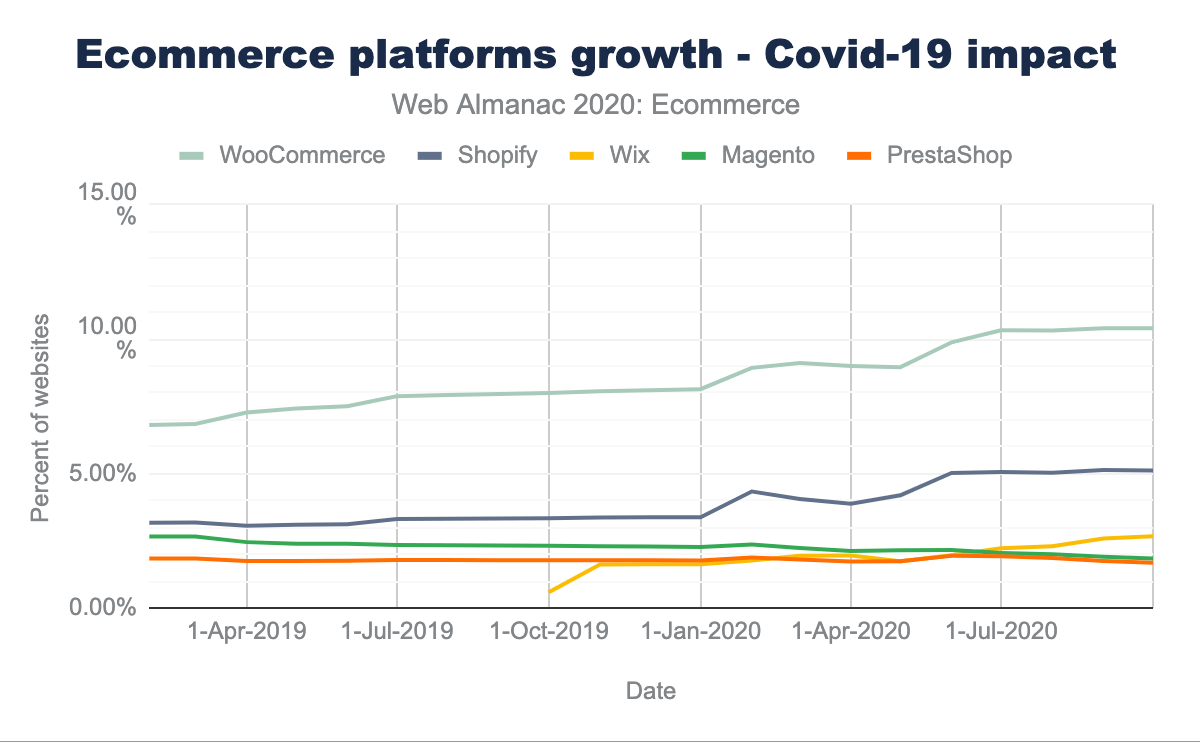 Ecommerce platforms growth - Covid-19 impact
Web Almanac 2020: Ecommerce
WooCommerce Shopify Wix Magento PrestaShop
15.00
%
10.00
%
5.00%
0.00%
Percent of websites
1-Apr-2019 1-Jul-2019 1-Oct-2019 1-Jan-2020 1-Apr-2020 1-Jul-2020
Date